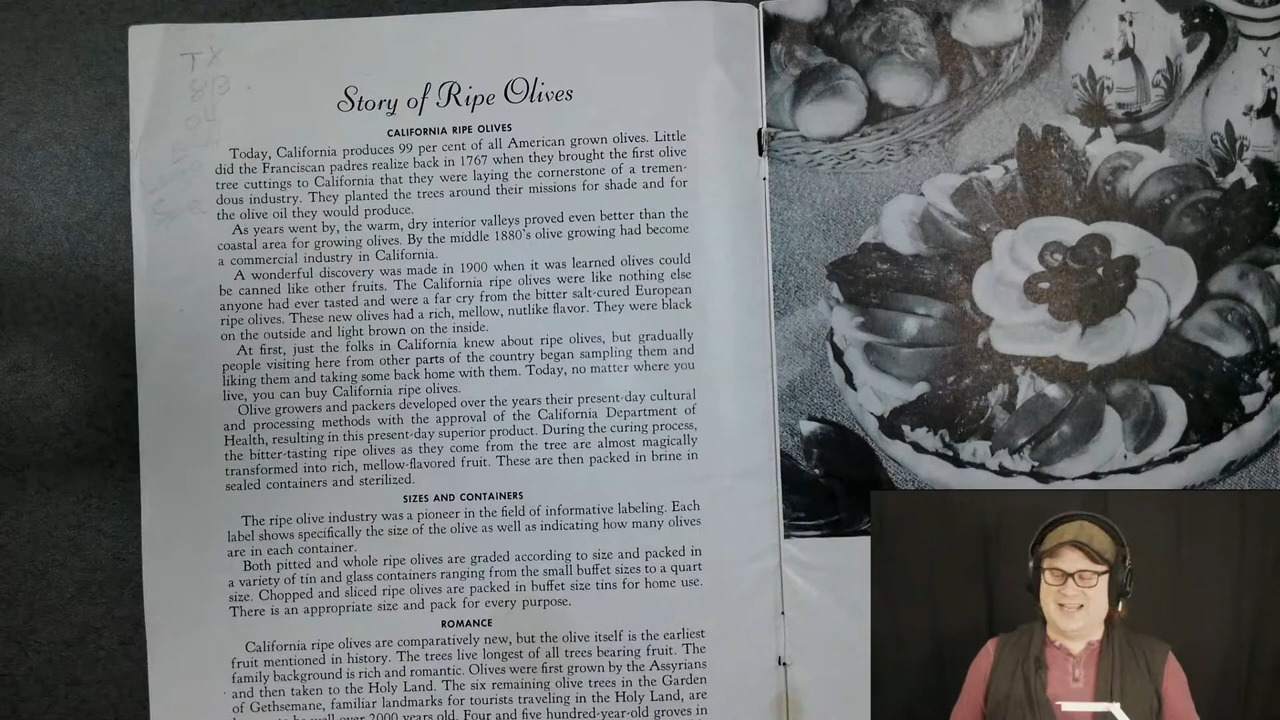 Story of Ripe Olives
CALIFORNIA RIPE OLIVES
Today, California produces 99 per cent of all American grown olives. Little
did the Franciscan padres realize back in 1767 when they brought the first olive
tree cuttings to California that they were laying the cornerstone of a tremen-
dous industry. They planted the trees around their missions for shade and for
the olive oil they would produce.
As years went by, the warm, dry interior valleys proved even better than the
coastal area for growing olives. By the middle 1880's olive growing had become
a commercial industry in California.
A wonderful discovery was made in 1900 when it was learned olives could
be canned like other fruits. The California ripe olives were like nothing else
anyone had ever tasted and were a far cry from the bitter salt-cured European
ripe olives. These new olives had a rich, mellow, nutlike flavor. They were black
on the outside and light brown on the inside.
At first, just the folks in California knew about ripe olives, but gradually
people visiting here from other parts of the country began sampling them and
liking them and taking some back home with them. Today, no matter where you
live, you can buy California ripe olives.
Olive growers and packers developed over the years their present-day cultural
and processing methods with the approval of the California Department of
Health, resulting in this present-day superior product. During the curing process,
the bitter-tasting ripe olives as they come from the tree are almost magically
transformed into rich, mellow-flavored fruit. These are then packed in brine in
sealed containers and sterilized.
SIZES AND CONTAINERS
The ripe olive industry was a pioneer in the field of informative labeling. Each
label shows specifically the size of the olive as well as indicating how many olives
are in each container.
Both pitted and whole ripe olives are graded according to size and packed in
a variety of tin and glass containers ranging from the small buffet sizes to a quart
size. Chopped and sliced ripe olives are packed in buffet size tins for home use.
There is an appropriate size and pack for every purpose.
ROMANCE
California ripe olives are comparatively new, but the olive itself is the earliest
fruit mentioned in history. The trees live longest of all trees bearing fruit. The
family background is rich and romantic. Olives were first grown by the Assyrians
and then taken to the Holy Land. The six remaining olive trees in the Garden
of Gethsemane, familiar landmarks for tourists traveling in the Holy Land, are
to be well over 2000 years old. Four and five hundred-year-old groves in